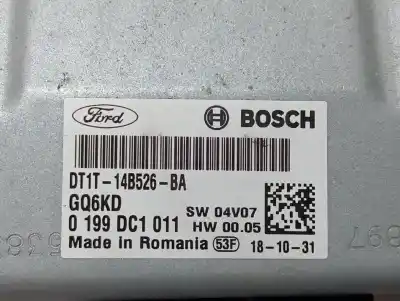 Ford BOSCH
DT1T-14B526-BA
GQ6KD
0 199 DC1 011 SW 04V07
HW 00.05
Made in Romania 53F 18-10-31